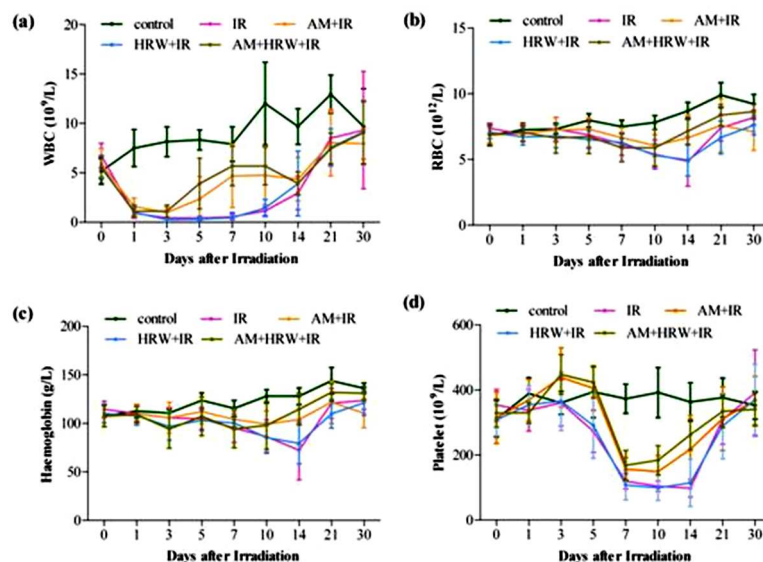 (a)
control IR AM+IR
HRW+IR AM+HRW+IR
20
15
10
5
0
WBC (10⁹/L)
0 1 3 5 7 10 14 21 30
Days after Irradiation
(b)
control IR AM+IR
HRW+IR AM+HRW+IR
15
10
5
0
RBC (10¹²/L)
0 1 3 5 7 10 14 21 30
Days after Irradiation
(c)
control IR AM+IR
HRW+IR AM+HRW+IR
200
150
100
50
0
Haemoglobin (g/L)
0 1 3 5 7 10 14 21 30
Days after Irradiation
(d)
control IR AM+IR
HRW+IR AM+HRW+IR
600
400
200
0
Platelet (10⁹/L)
0 1 3 5 7 10 14 21 30
Days after Irradiation